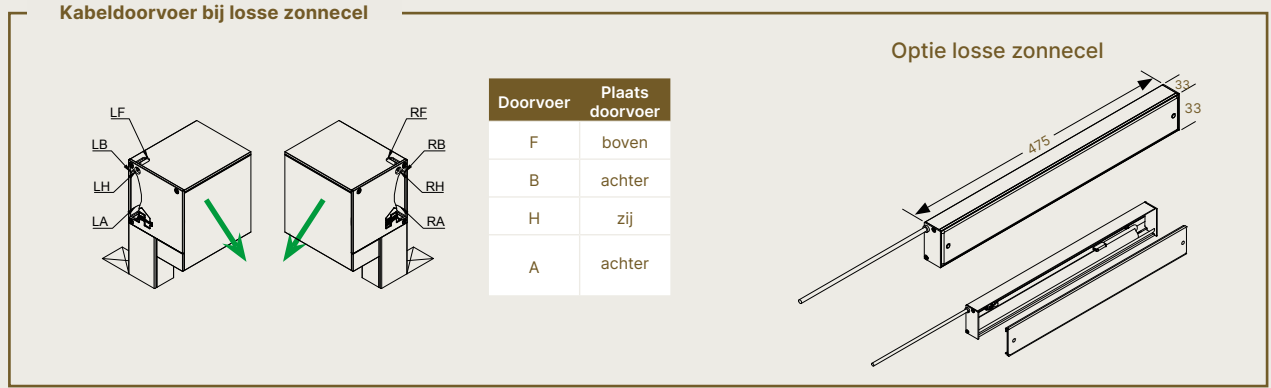 Kabeldoorvoer bij losse zonnecel
LF
LB
LH
LA
RF
RB
RH
RA
Doorvoer Plaats doorvoer
F boven
B achter
H zij
A achter
Optie losse zonnecel
475
33
33